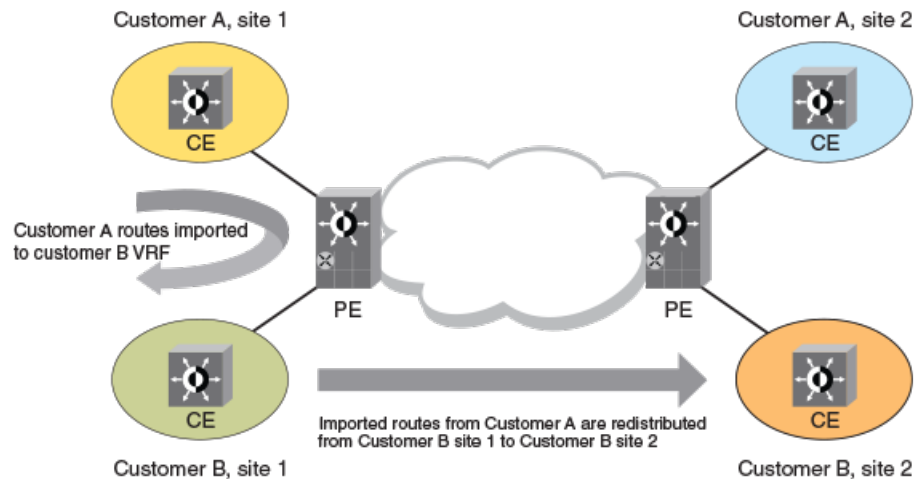 Customer A, site 1
Customer A, site 2
CE
CE
Customer A routes imported
to customer B VRF
PE
PE
CE
CE
Imported routes from Customer A are redistributed
from Customer B site 1 to Customer B site 2
Customer B, site 1
Customer B, site 2